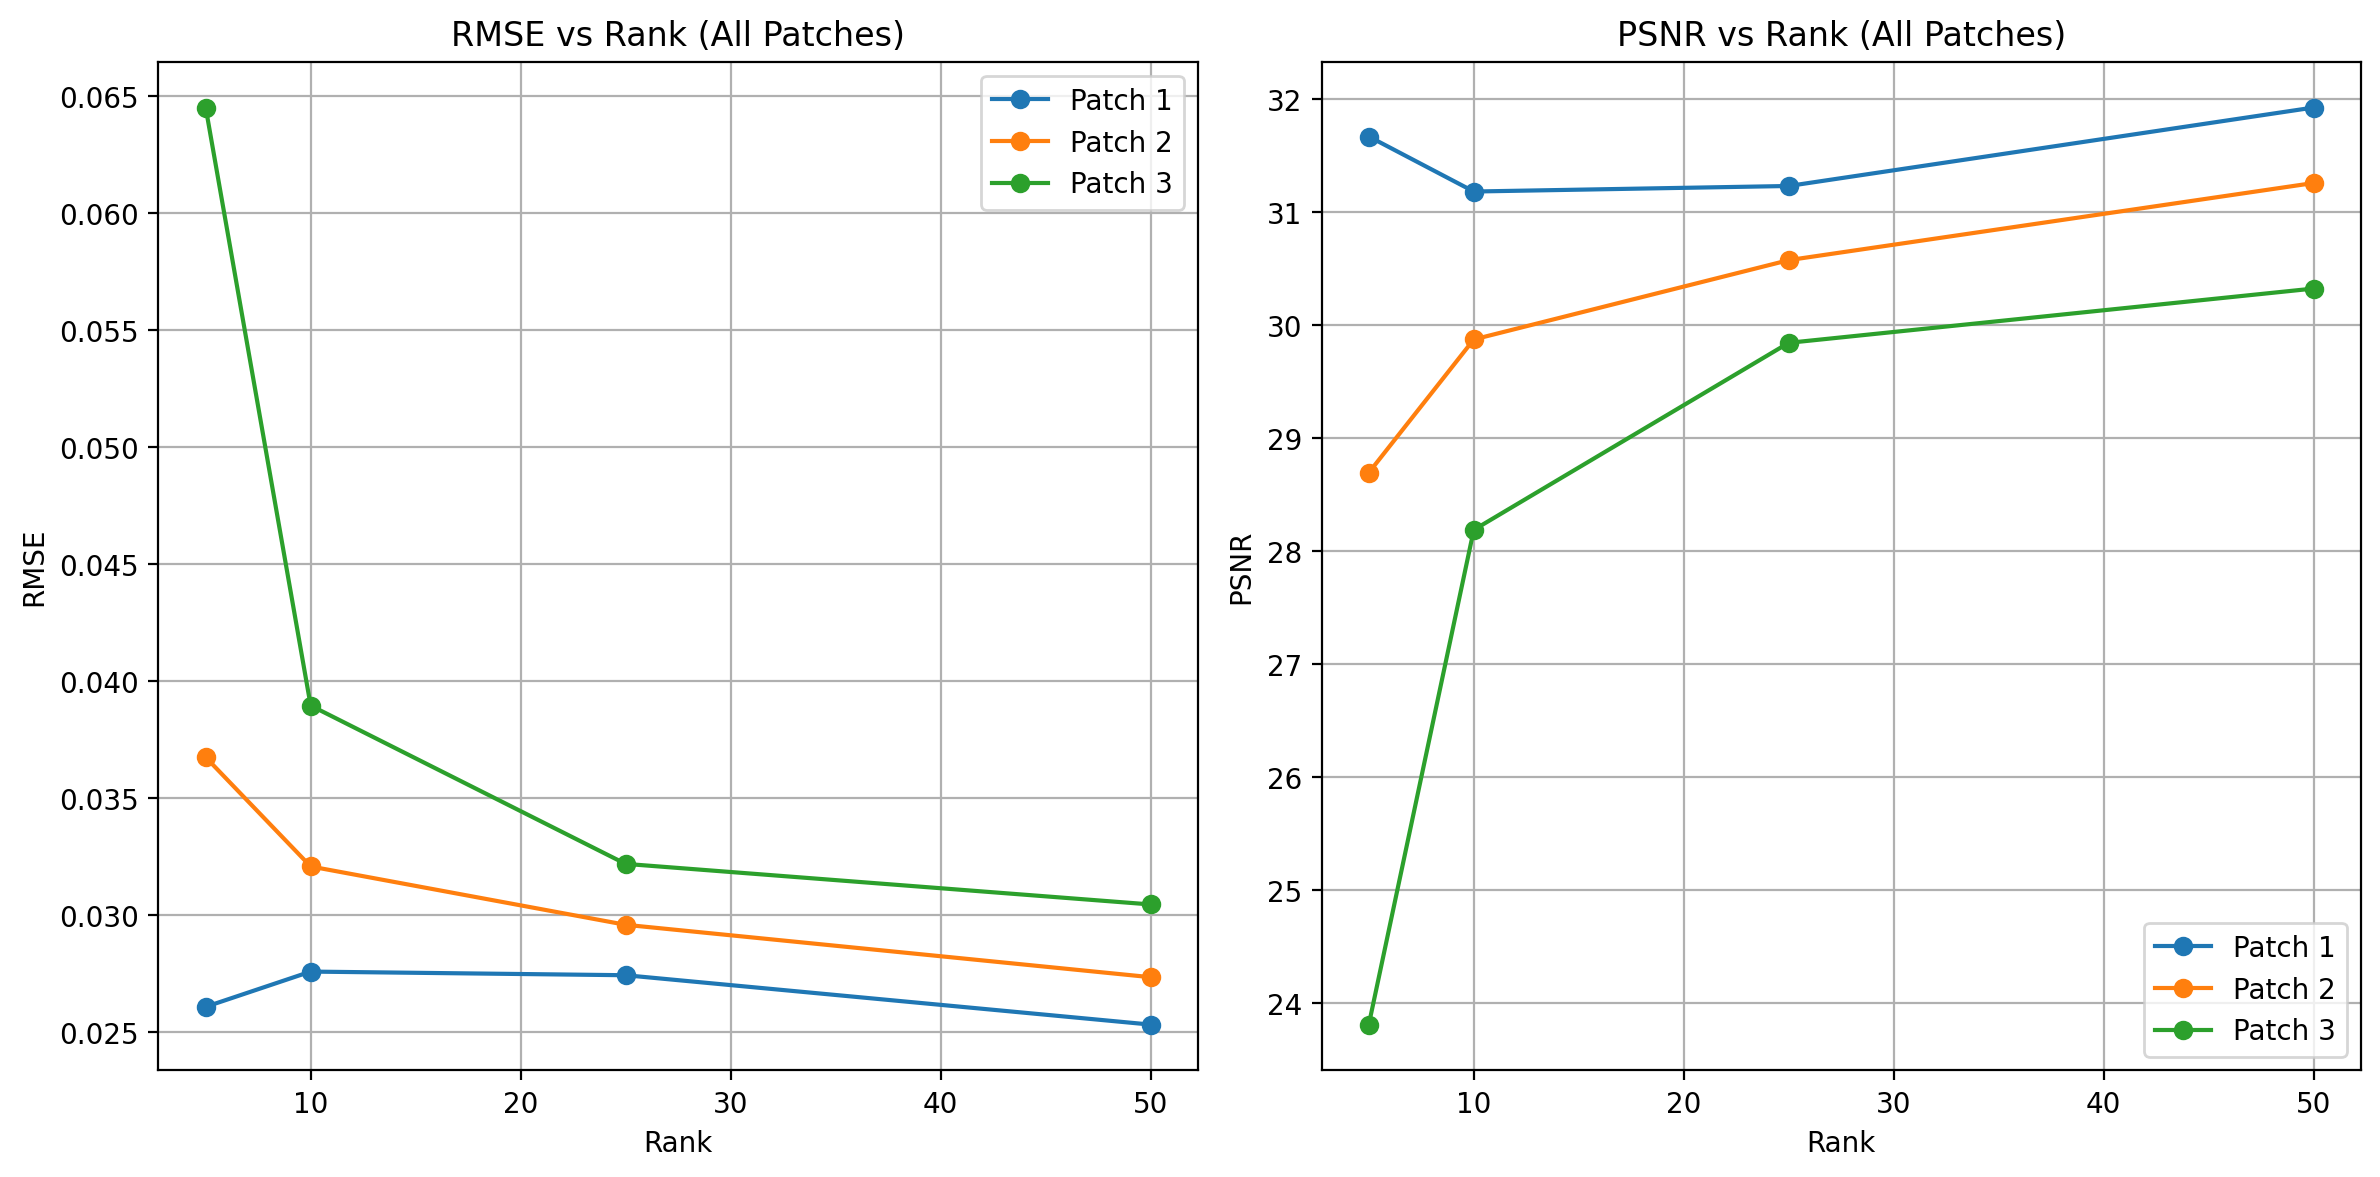 RMSE vs Rank (All Patches)
0.065
0.060
0.055
0.050
0.045
0.040
0.035
0.030
0.025
RMSE
10 20 30 40 50
Rank
Patch 1
Patch 2
Patch 3
PSNR vs Rank (All Patches)
32
31
30
29
28
27
26
25
24
PSNR
10 20 30 40 50
Rank
Patch 1
Patch 2
Patch 3